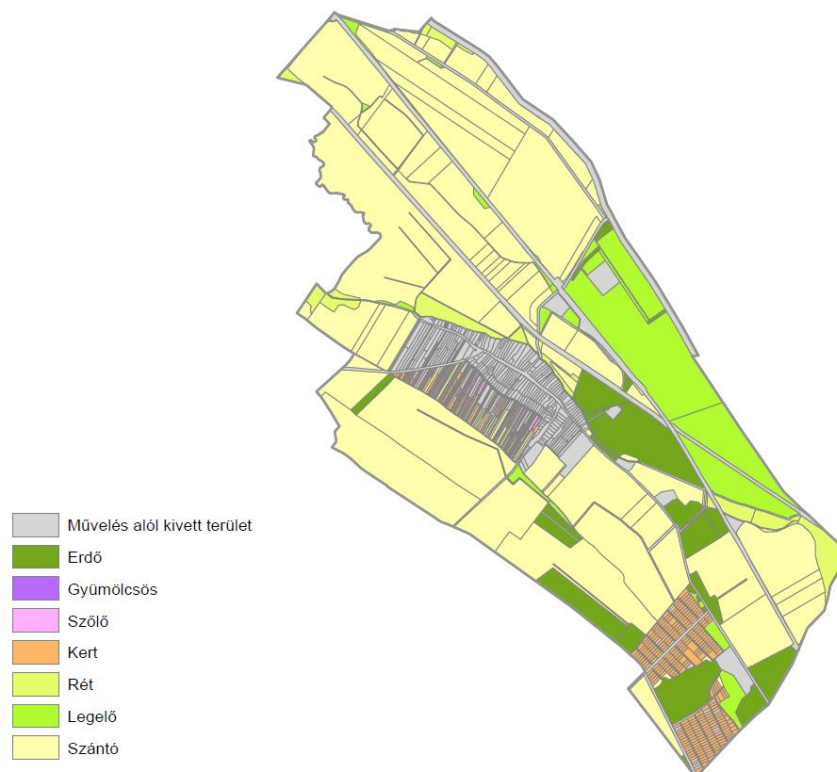 Művelés alól kivett terület
Erdő
Gyümölcsös
Szőlő
Kert
Rét
Legelő
Szántó